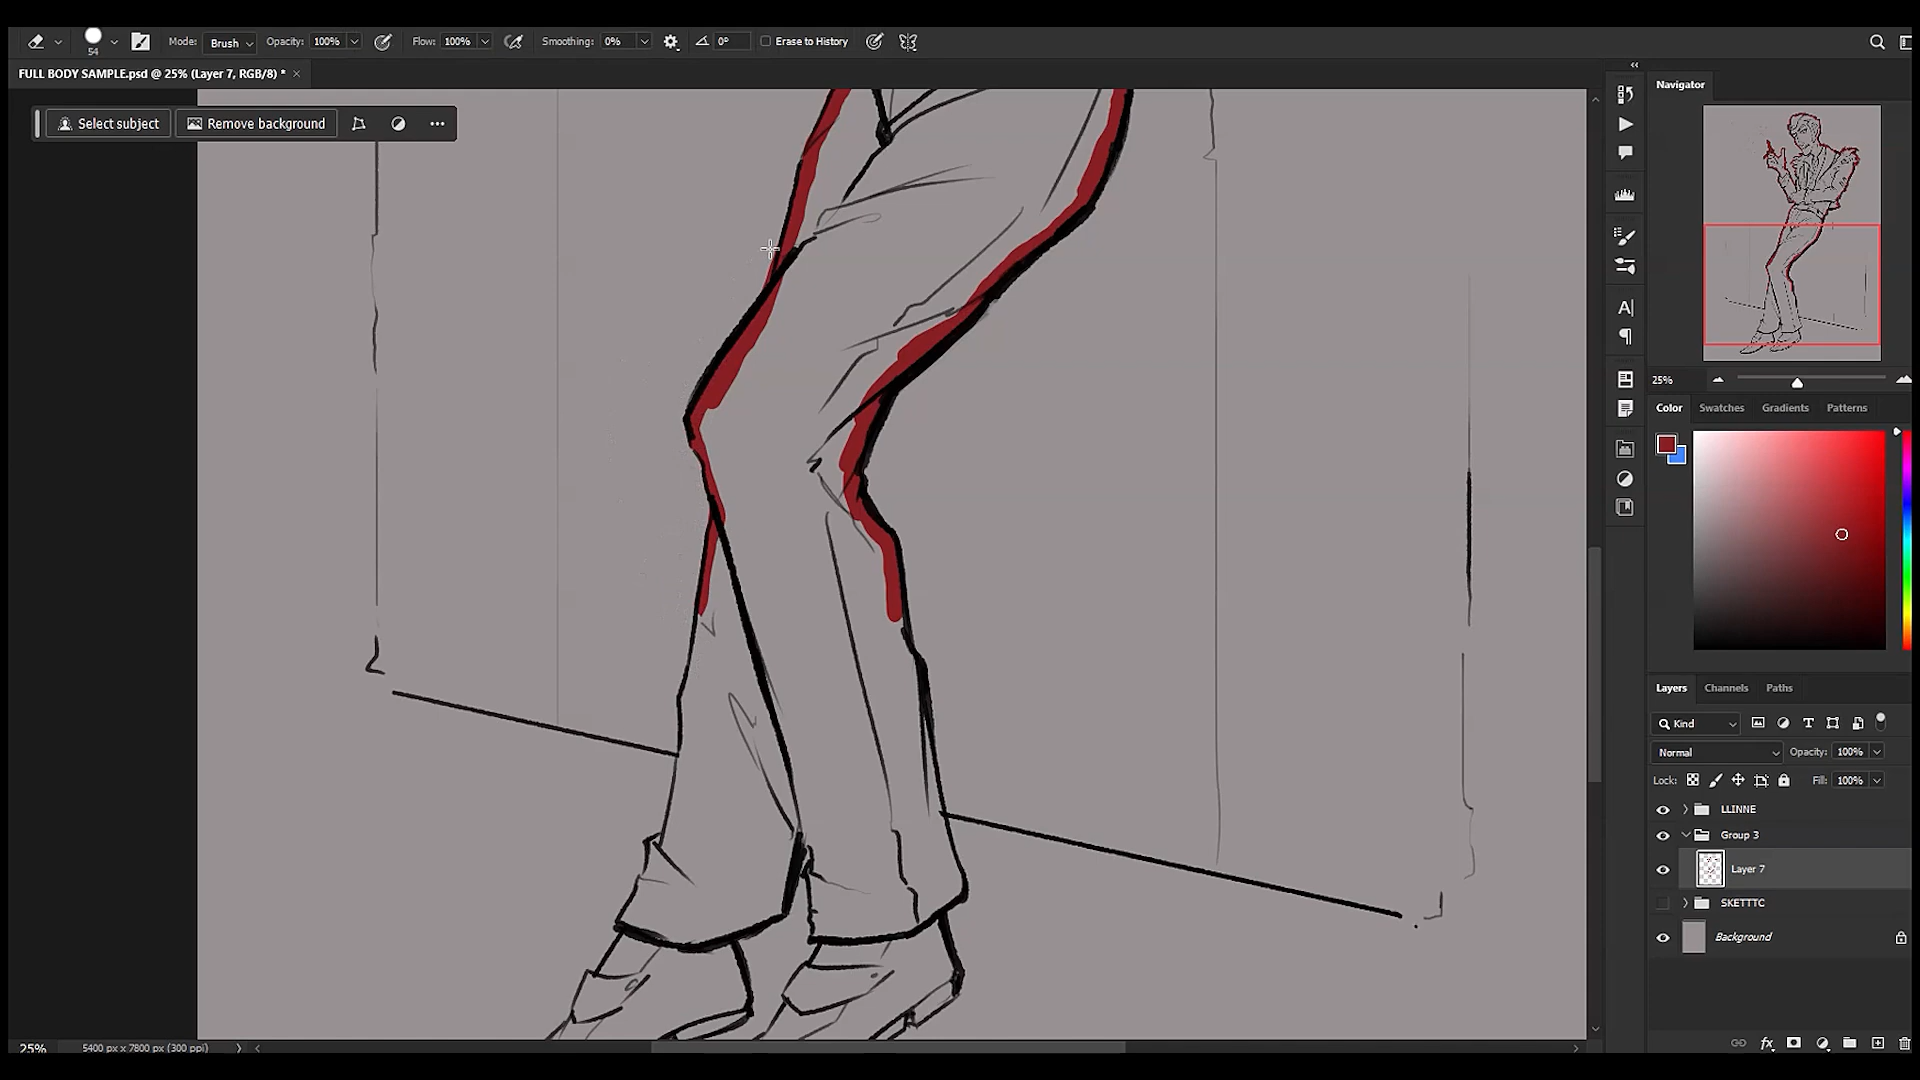 Mode: Brush Opacity: 100% Flow: 100% Smoothing: 0% 0° Erase to History
54
FULL BODY SAMPLE.psd @ 25% (Layer 7, RGB/8) * ×
Select subject Remove background
Navigator
25%
Color Swatches Gradients Patterns
Layers Channels Paths
Kind
Normal Opacity: 100%
Lock: Fill: 100%
LLINNE
Group 3
Layer 7
SKETTTC
Background
25% 5400 px x 7800 px (300 ppi)